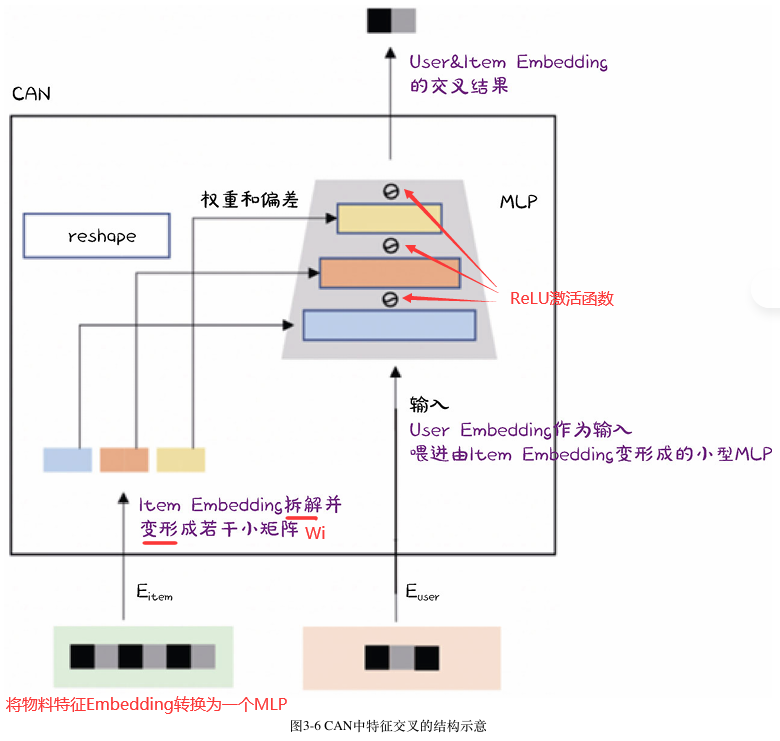 User&Item Embedding
的交叉结果
CAN
权重和偏差
MLP
reshape
ReLU激活函数
输入
User Embedding作为输入
喂进由Item Embedding变形成的小型MLP
Item Embedding拆解并
变形成若干小矩阵 Wi
Eitem
Euser
将物料特征Embedding转换为一个MLP
图3-6 CAN中特征交叉的结构示意